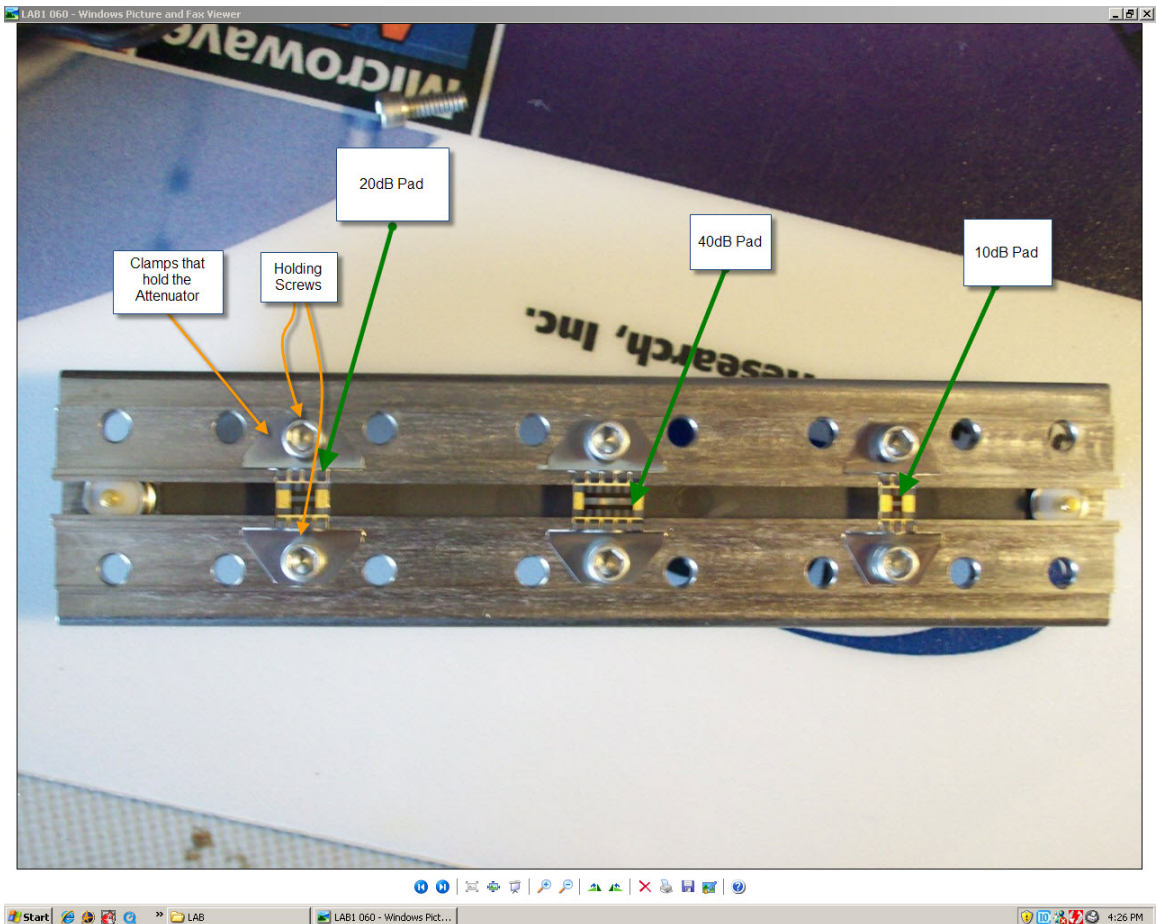 LAB1 060 - Windows Picture and Fax Viewer
Microwave
20dB Pad
40dB Pad
10dB Pad
Clamps that
hold the
Attenuator
Holding
Screws
Research, Inc.
Start
»
LAB
LAB1 060 - Windows Pict...
4:26 PM